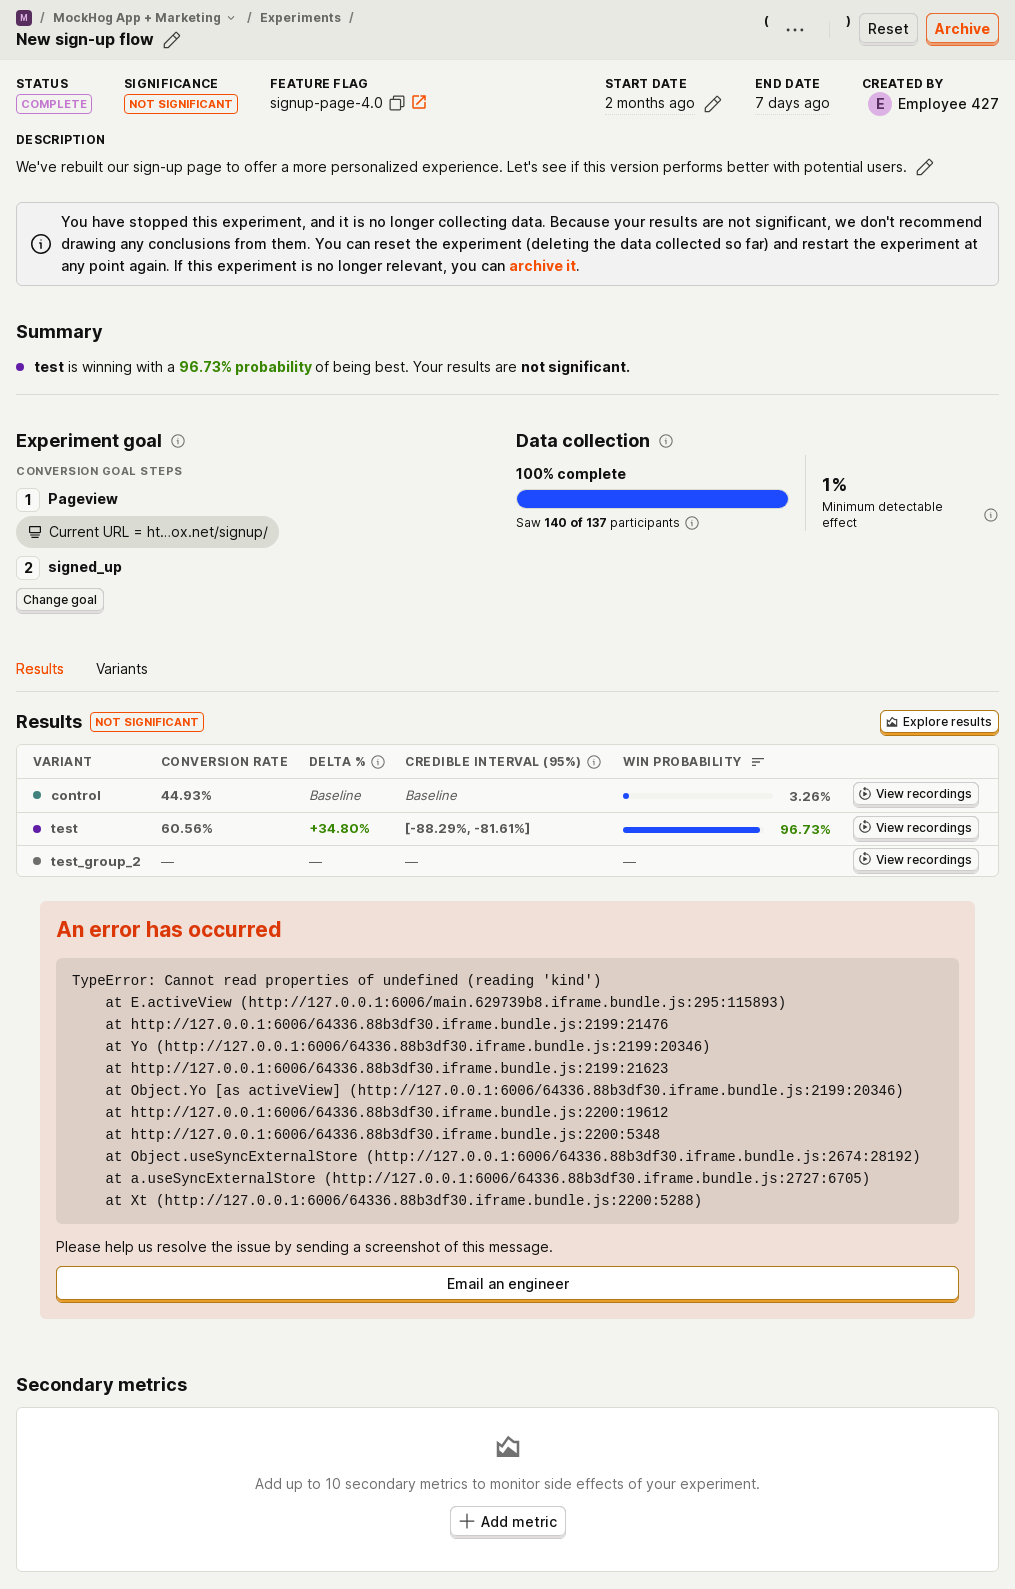 M / MockHog App + Marketing / Experiments /
New sign-up flow
( ... )
Reset
Archive
STATUS
COMPLETE
SIGNIFICANCE
NOT SIGNIFICANT
FEATURE FLAG
signup-page-4.0
START DATE
2 months ago
END DATE
7 days ago
CREATED BY
E Employee 427
DESCRIPTION
We've rebuilt our sign-up page to offer a more personalized experience. Let's see if this version performs better with potential users.
You have stopped this experiment, and it is no longer collecting data. Because your results are not significant, we don't recommend
drawing any conclusions from them. You can reset the experiment (deleting the data collected so far) and restart the experiment at
any point again. If this experiment is no longer relevant, you can archive it.
Summary
test is winning with a 96.73% probability of being best. Your results are not significant.
Experiment goal
CONVERSION GOAL STEPS
1 Pageview
Current URL = ht...ox.net/signup/
2 signed_up
Change goal
Data collection
100% complete
Saw 140 of 137 participants
1%
Minimum detectable
effect
Results Variants
Results NOT SIGNIFICANT
Explore results
VARIANT CONVERSION RATE DELTA % CREDIBLE INTERVAL (95%) WIN PROBABILITY
control 44.93% Baseline Baseline 3.26% View recordings
test 60.56% +34.80% [-88.29%, -81.61%] 96.73% View recordings
test_group_2 — — — — View recordings
An error has occurred
TypeError: Cannot read properties of undefined (reading 'kind')
at E.activeView (http://127.0.0.1:6006/main.629739b8.iframe.bundle.js:295:115893)
at http://127.0.0.1:6006/64336.88b3df30.iframe.bundle.js:2199:21476
at Yo (http://127.0.0.1:6006/64336.88b3df30.iframe.bundle.js:2199:20346)
at http://127.0.0.1:6006/64336.88b3df30.iframe.bundle.js:2199:21623
at Object.Yo [as activeView] (http://127.0.0.1:6006/64336.88b3df30.iframe.bundle.js:2199:20346)
at http://127.0.0.1:6006/64336.88b3df30.iframe.bundle.js:2200:19612
at http://127.0.0.1:6006/64336.88b3df30.iframe.bundle.js:2200:5348
at Object.useSyncExternalStore (http://127.0.0.1:6006/64336.88b3df30.iframe.bundle.js:2674:28192)
at a.useSyncExternalStore (http://127.0.0.1:6006/64336.88b3df30.iframe.bundle.js:2727:6705)
at Xt (http://127.0.0.1:6006/64336.88b3df30.iframe.bundle.js:2200:5288)
Please help us resolve the issue by sending a screenshot of this message.
Email an engineer
Secondary metrics
Add up to 10 secondary metrics to monitor side effects of your experiment.
Add metric